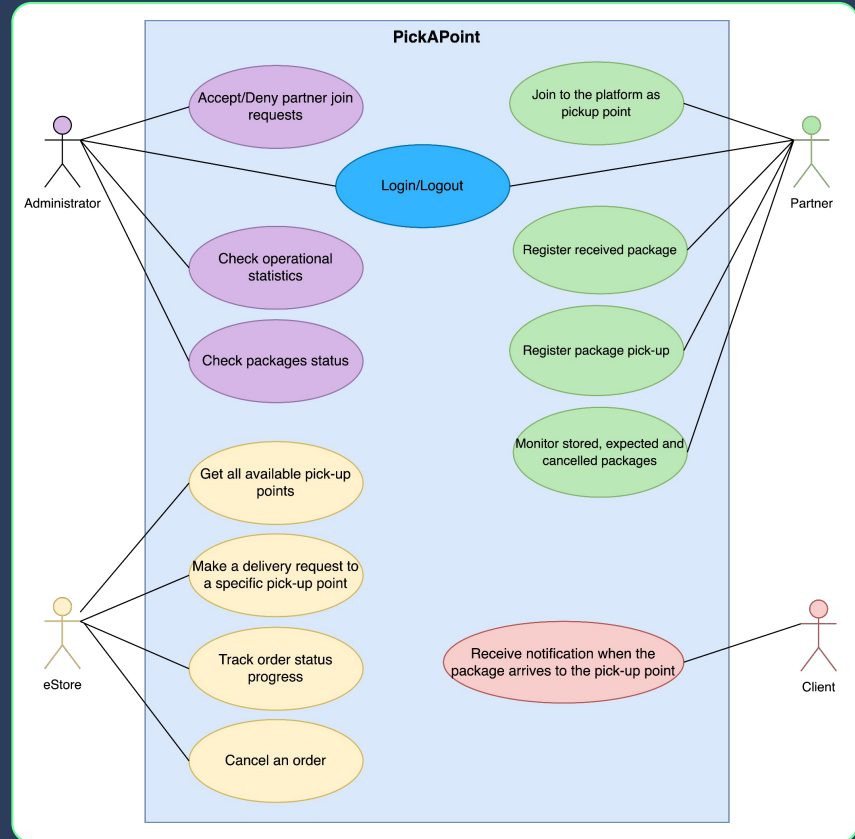 PickAPoint
Accept/Deny partner join
requests
Join to the platform as
pickup point
Login/Logout
Administrator
Partner
Check operational
statistics
Register received package
Check packages status
Register package pick-up
Monitor stored, expected and
cancelled packages
Get all available pick-up
points
Make a delivery request to
a specific pick-up point
eStore
Track order status
progress
Receive notification when the
package arrives to the pick-up point
Client
Cancel an order